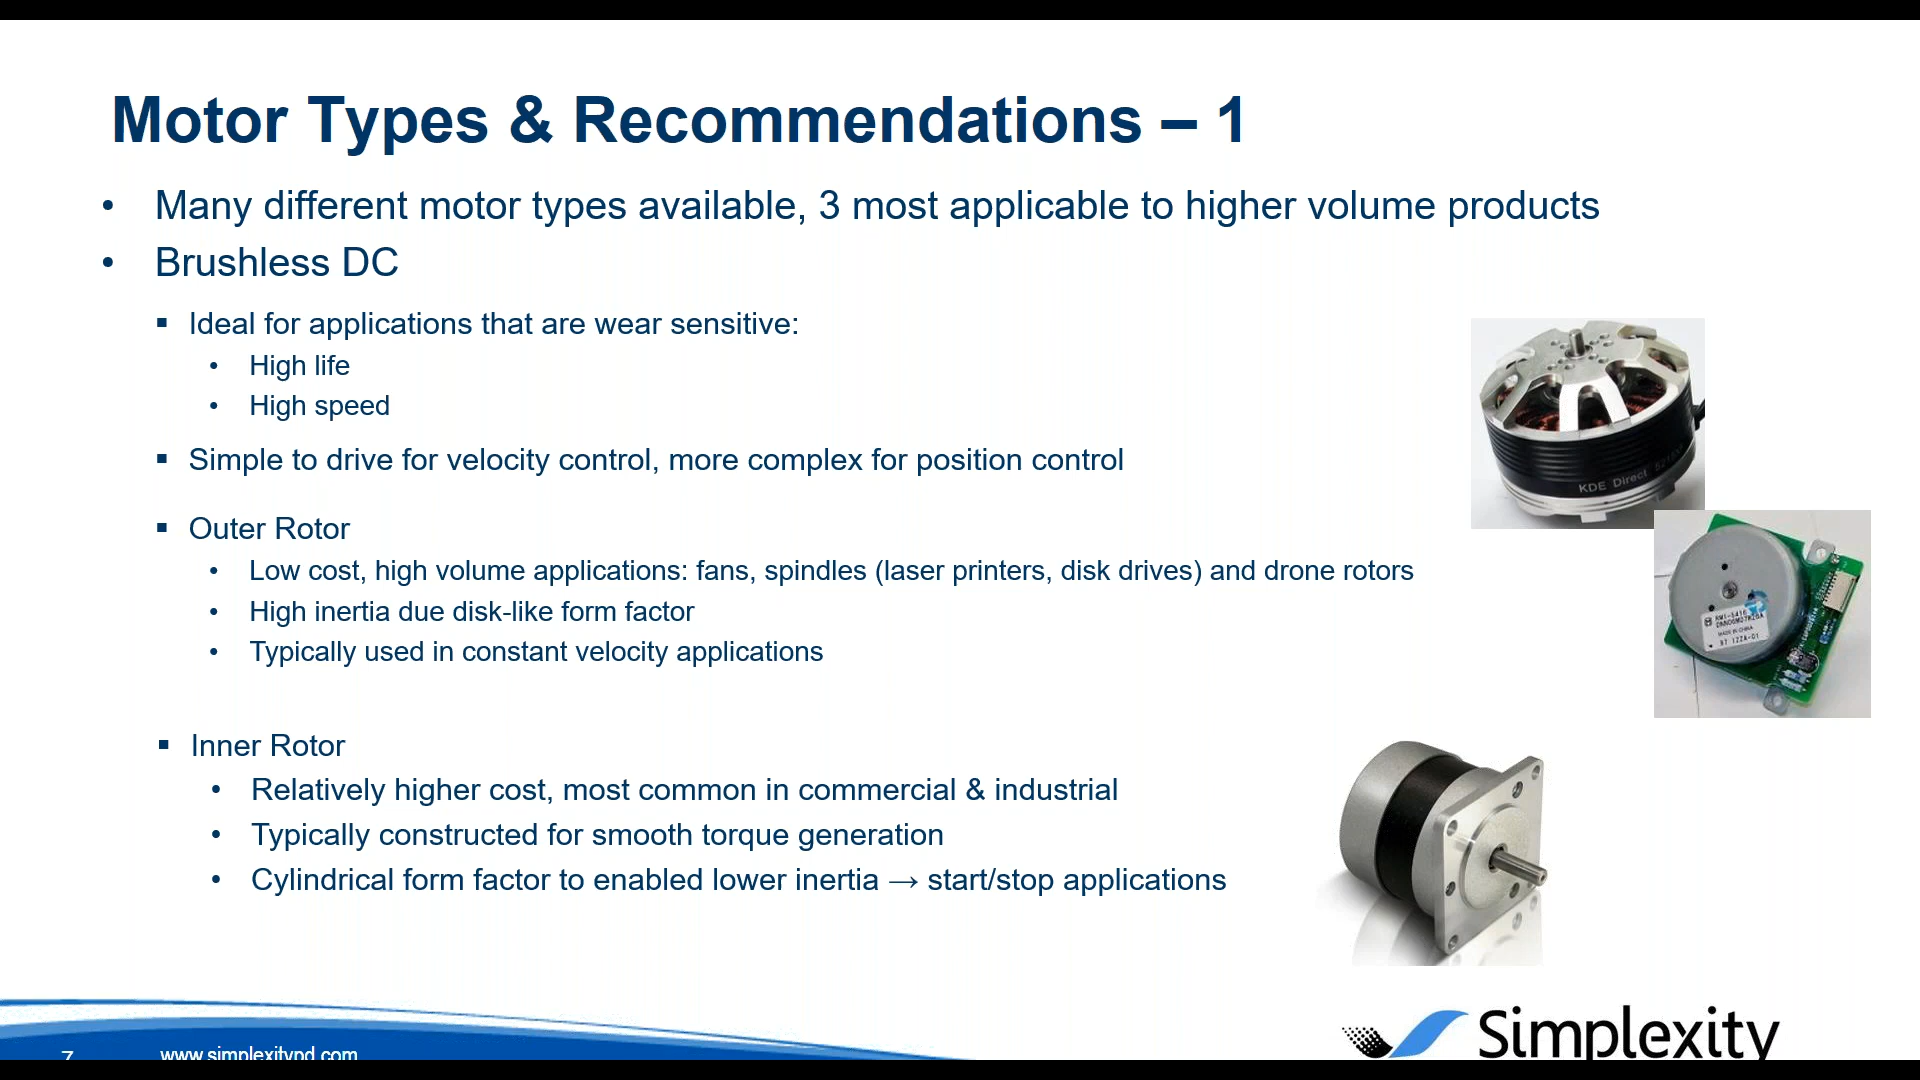 Motor Types & Recommendations – 1
• Many different motor types available, 3 most applicable to higher volume products
• Brushless DC
▪ Ideal for applications that are wear sensitive:
• High life
• High speed
▪ Simple to drive for velocity control, more complex for position control
▪ Outer Rotor
• Low cost, high volume applications: fans, spindles (laser printers, disk drives) and drone rotors
• High inertia due disk-like form factor
• Typically used in constant velocity applications
▪ Inner Rotor
• Relatively higher cost, most common in commercial & industrial
• Typically constructed for smooth torque generation
• Cylindrical form factor to enabled lower inertia → start/stop applications
KDE Direct
MADE IN CHINA
7
www.simplexitypd.com
Simplexity